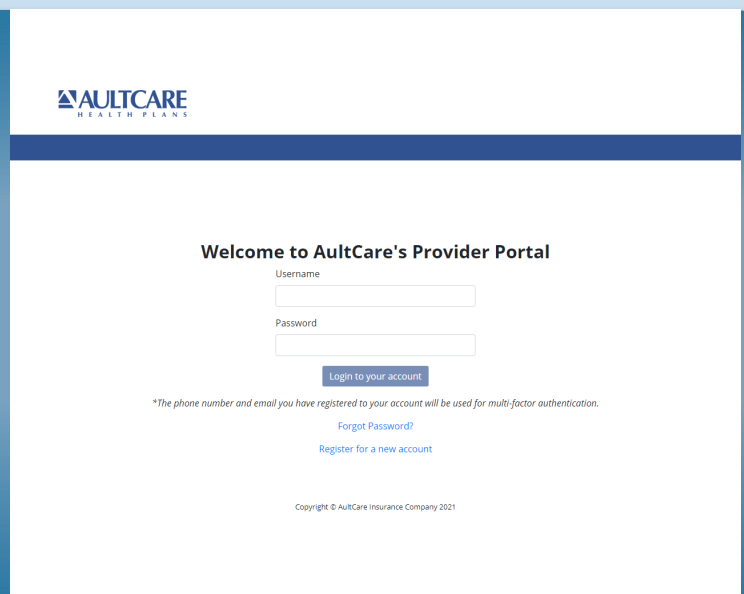 AULTCARE
HEALTH PLANS
Welcome to AultCare's Provider Portal
Username
Password
Login to your account
*The phone number and email you have registered to your account will be used for multi-factor authentication.
Forgot Password?
Register for a new account
Copyright © AultCare Insurance Company 2021